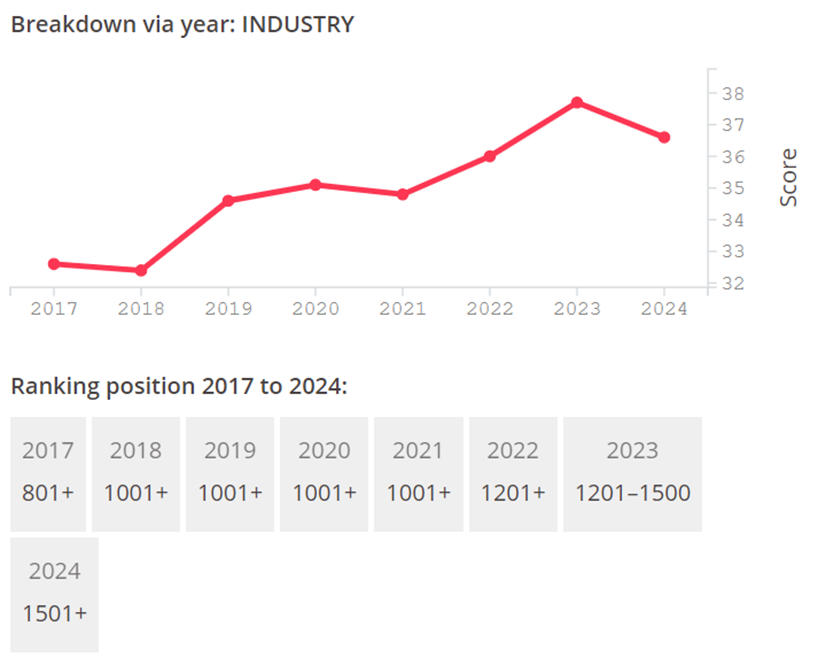 Breakdown via year: INDUSTRY
38
37
36
35
34
33
32
Score
2017 2018 2019 2020 2021 2022 2023 2024
Ranking position 2017 to 2024:
2017 2018 2019 2020 2021 2022 2023
801+ 1001+ 1001+ 1001+ 1001+ 1201+ 1201–1500
2024
1501+